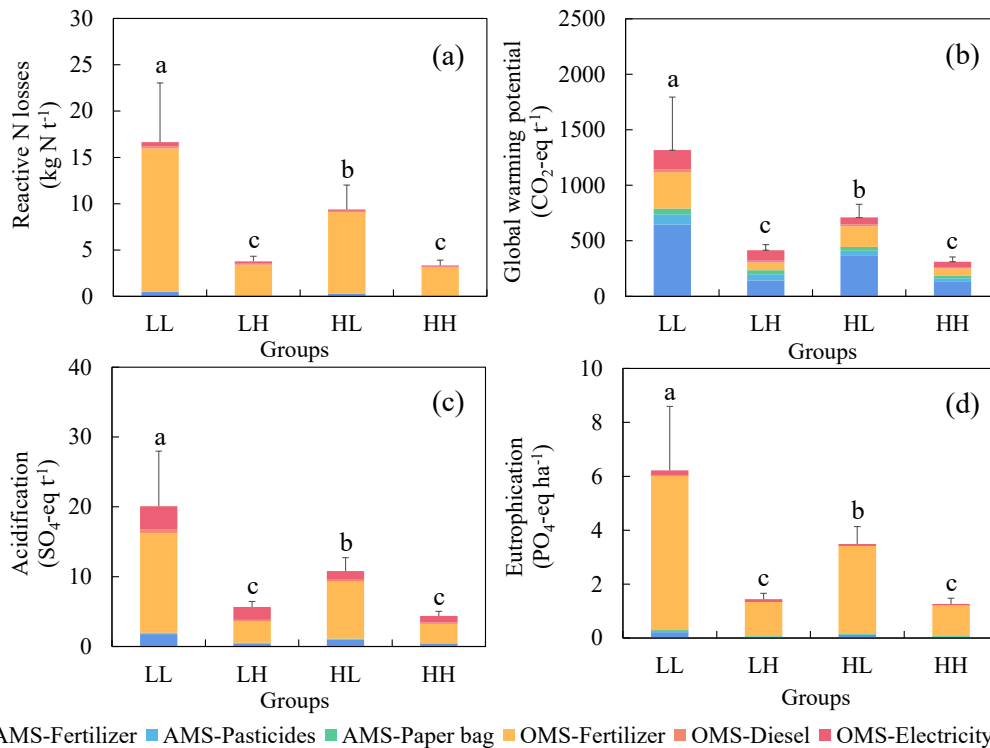 Reactive N losses
(kg N t⁻¹)
30
25
20
15
10
5
0
(a)
a
c
b
c
LL LH HL HH
Groups
Global warming potential
(CO₂-eq t⁻¹)
2500
2000
1500
1000
500
0
(b)
a
c
b
c
LL LH HL HH
Groups
Acidification
(SO₄-eq t⁻¹)
40
30
20
10
0
(c)
a
c
b
c
LL LH HL HH
Groups
Eutrophication
(PO₄-eq ha⁻¹)
10
8
6
4
2
0
(d)
a
c
b
c
LL LH HL HH
Groups
AMS-Fertilizer AMS-Pasticides AMS-Paper bag OMS-Fertilizer OMS-Diesel OMS-Electricity